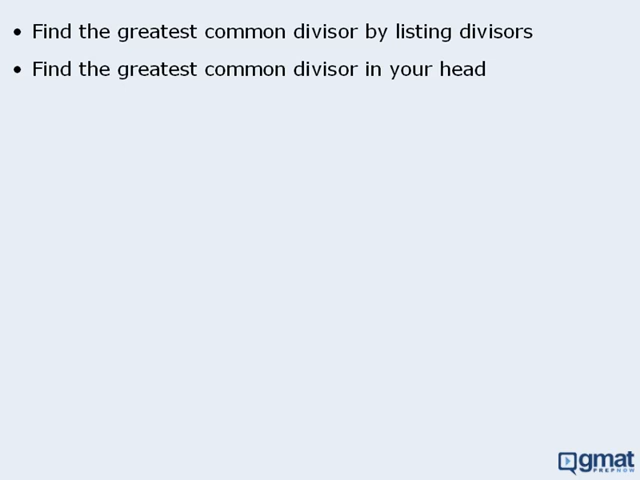 • Find the greatest common divisor by listing divisors
• Find the greatest common divisor in your head
gmat
PREPNOW